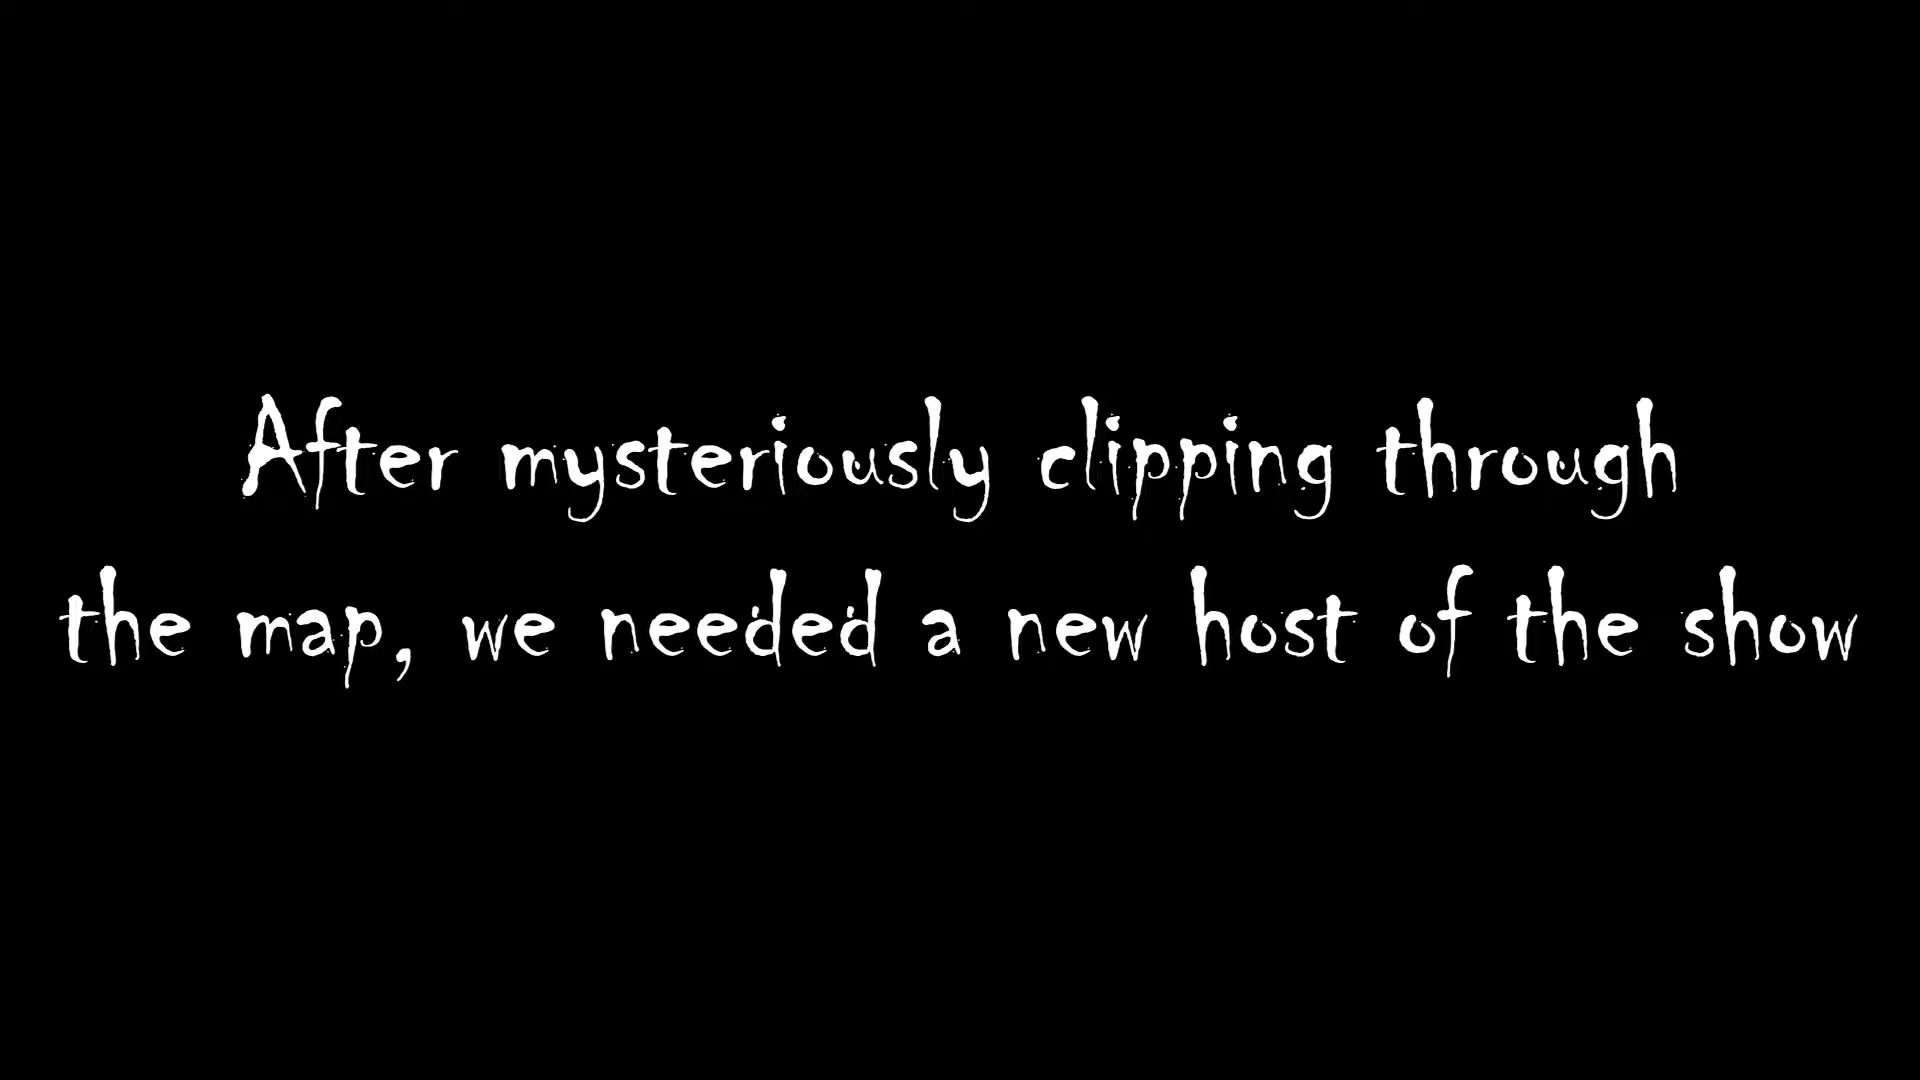 After mysteriously clipping through
the map, we needed a new host of the show